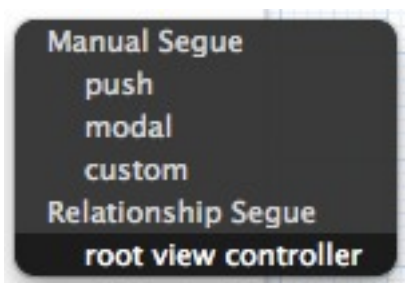 Manual Segue
push
modal
custom
Relationship Segue
root view controller